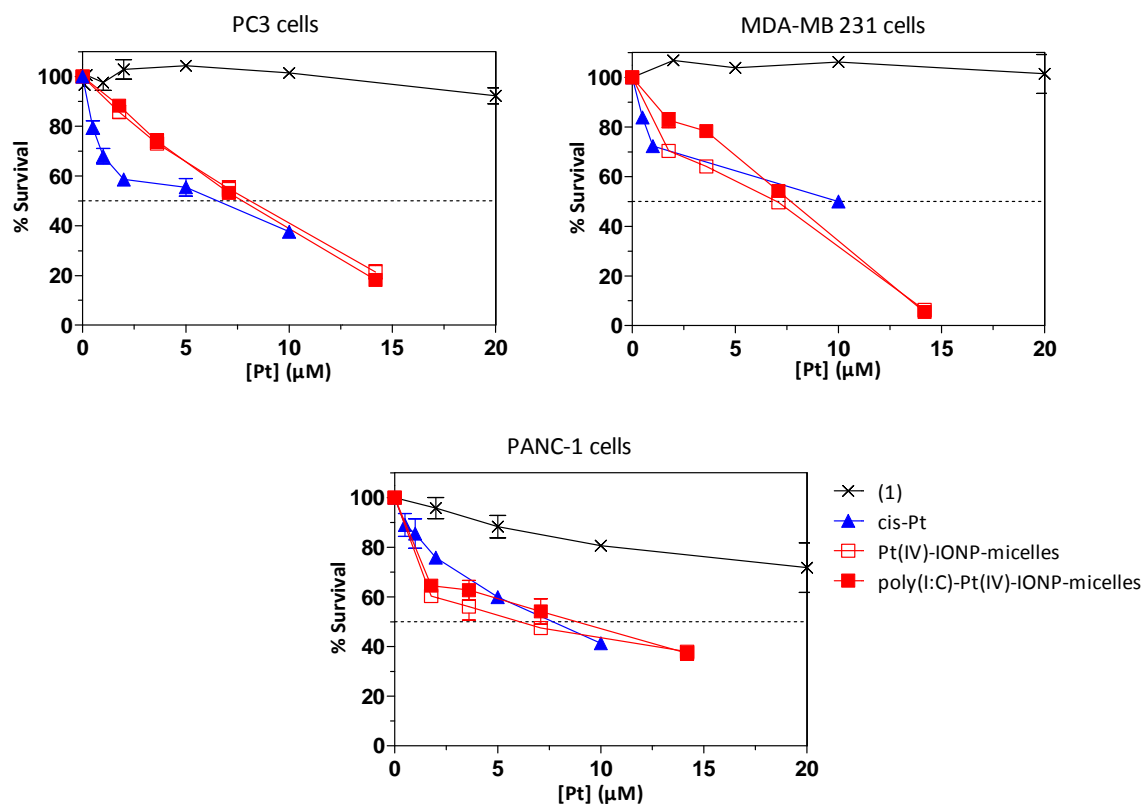 PC3 cells
% Survival
100
80
60
40
20
0
0 5 10 15 20
[Pt] (µM)
MDA-MB 231 cells
% Survival
100
80
60
40
20
0
0 5 10 15 20
[Pt] (µM)
PANC-1 cells
% Survival
100
80
60
40
20
0
0 5 10 15 20
[Pt] (µM)
(1)
cis-Pt
Pt(IV)-IONP-micelles
poly(I:C)-Pt(IV)-IONP-micelles